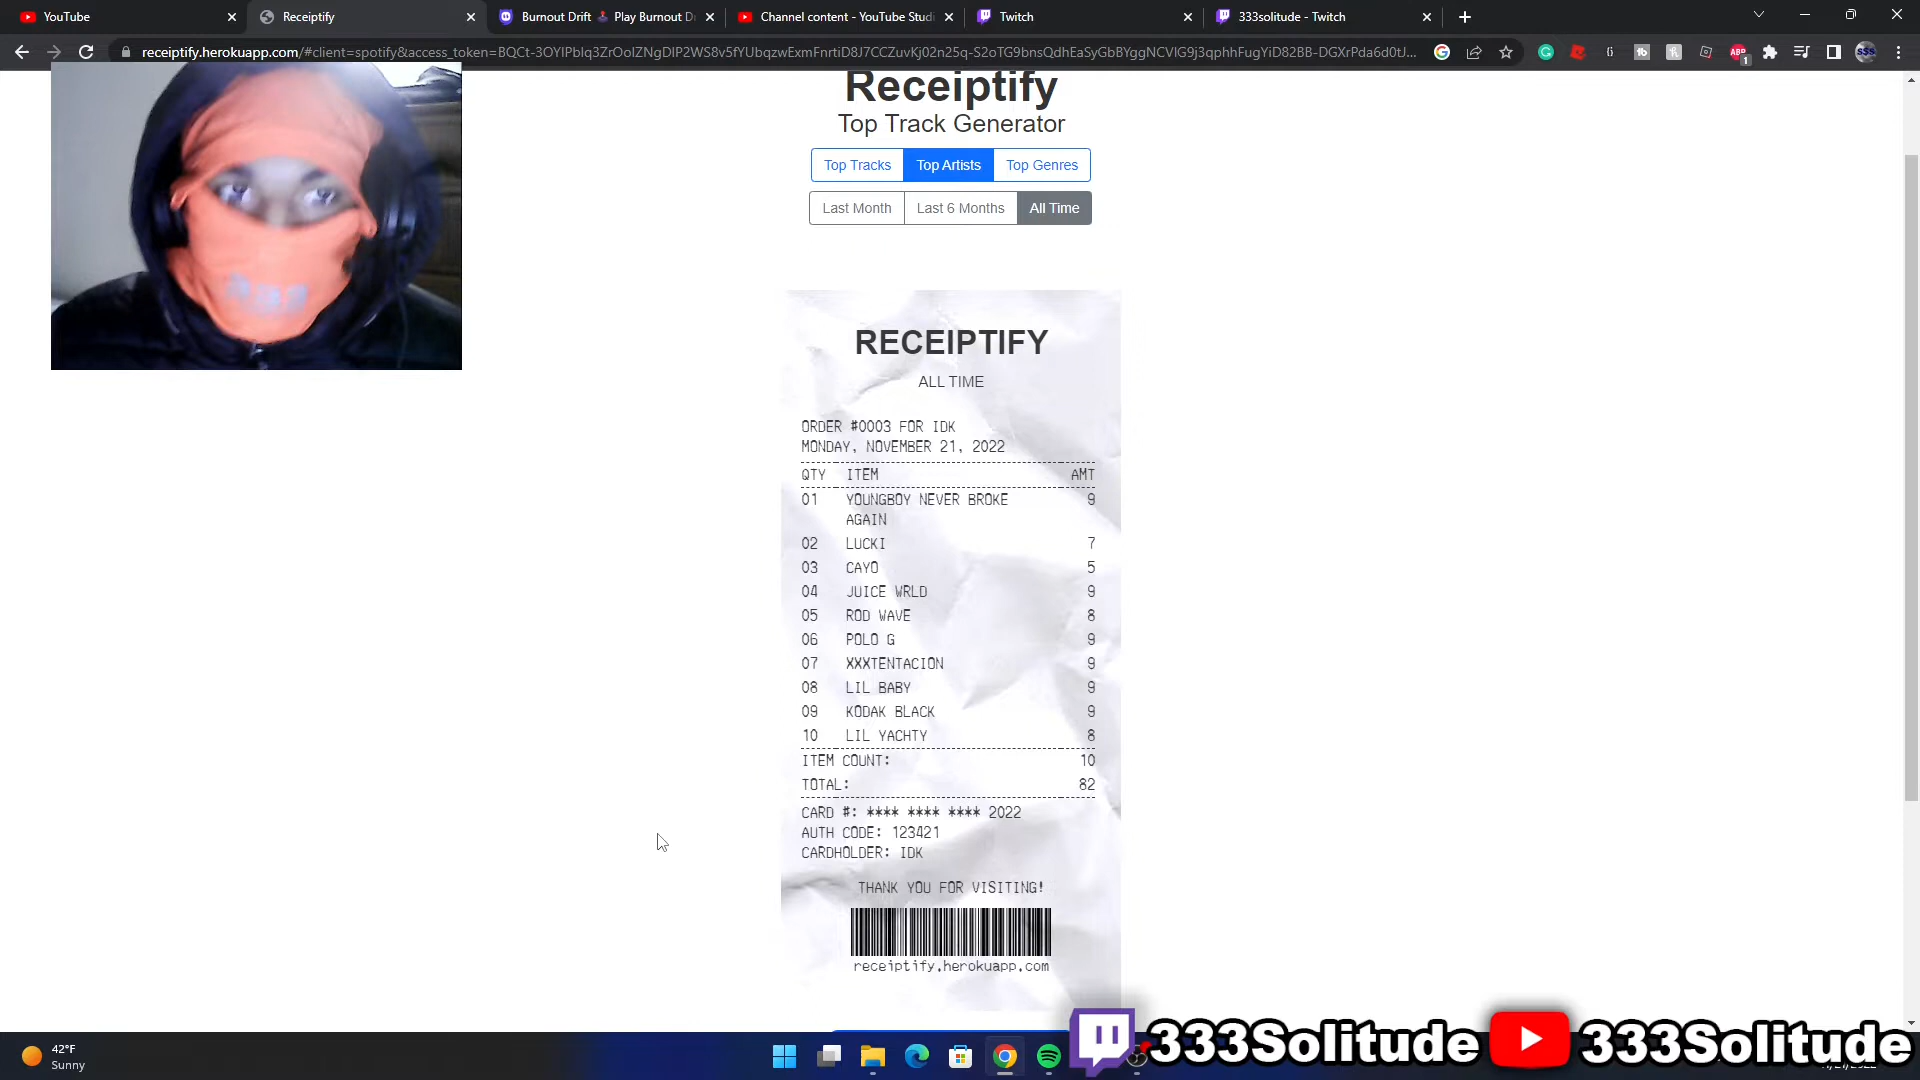 YouTube
Receiptify
Burnout Drift Play Burnout D
Channel content - YouTube Studi
Twitch
333solitude - Twitch
Receiptify
Top Track Generator
Top Tracks
Top Artists
Top Genres
Last Month
Last 6 Months
All Time
RECEIPTIFY
ALL TIME
ORDER #0003 FOR IDK
MONDAY, NOVEMBER 21, 2022
QTY ITEM AMT
01 YOUNGBOY NEVER BROKE 9
AGAIN
02 LUCKI 7
03 CAYO 5
04 JUICE WRLD 9
05 ROD WAVE 8
06 POLO G 9
07 XXXTENTACION 9
08 LIL BABY 9
09 KODAK BLACK 9
10 LIL YACHTY 8
ITEM COUNT: 10
TOTAL: 82
CARD #: **** **** **** 2022
AUTH CODE: 123421
CARDHOLDER: IDK
THANK YOU FOR VISITING!
receiptify.herokuapp.com
42°F
Sunny
333Solitude
333Solitude